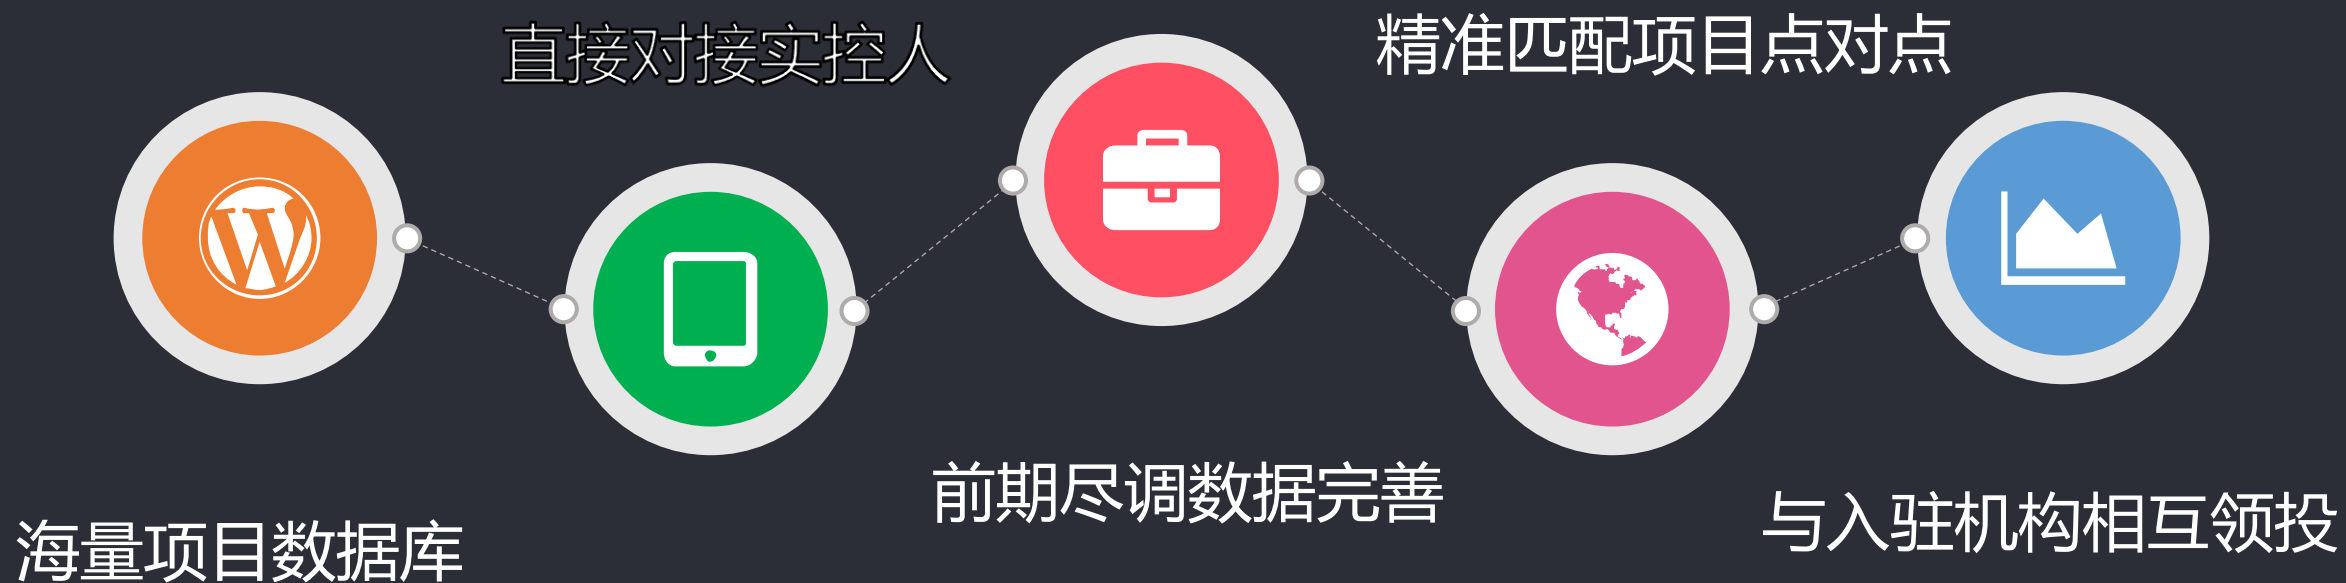 直接对接实控人
精准匹配项目点对点
海量项目数据库
前期尽调数据完善
与入驻机构相互领投